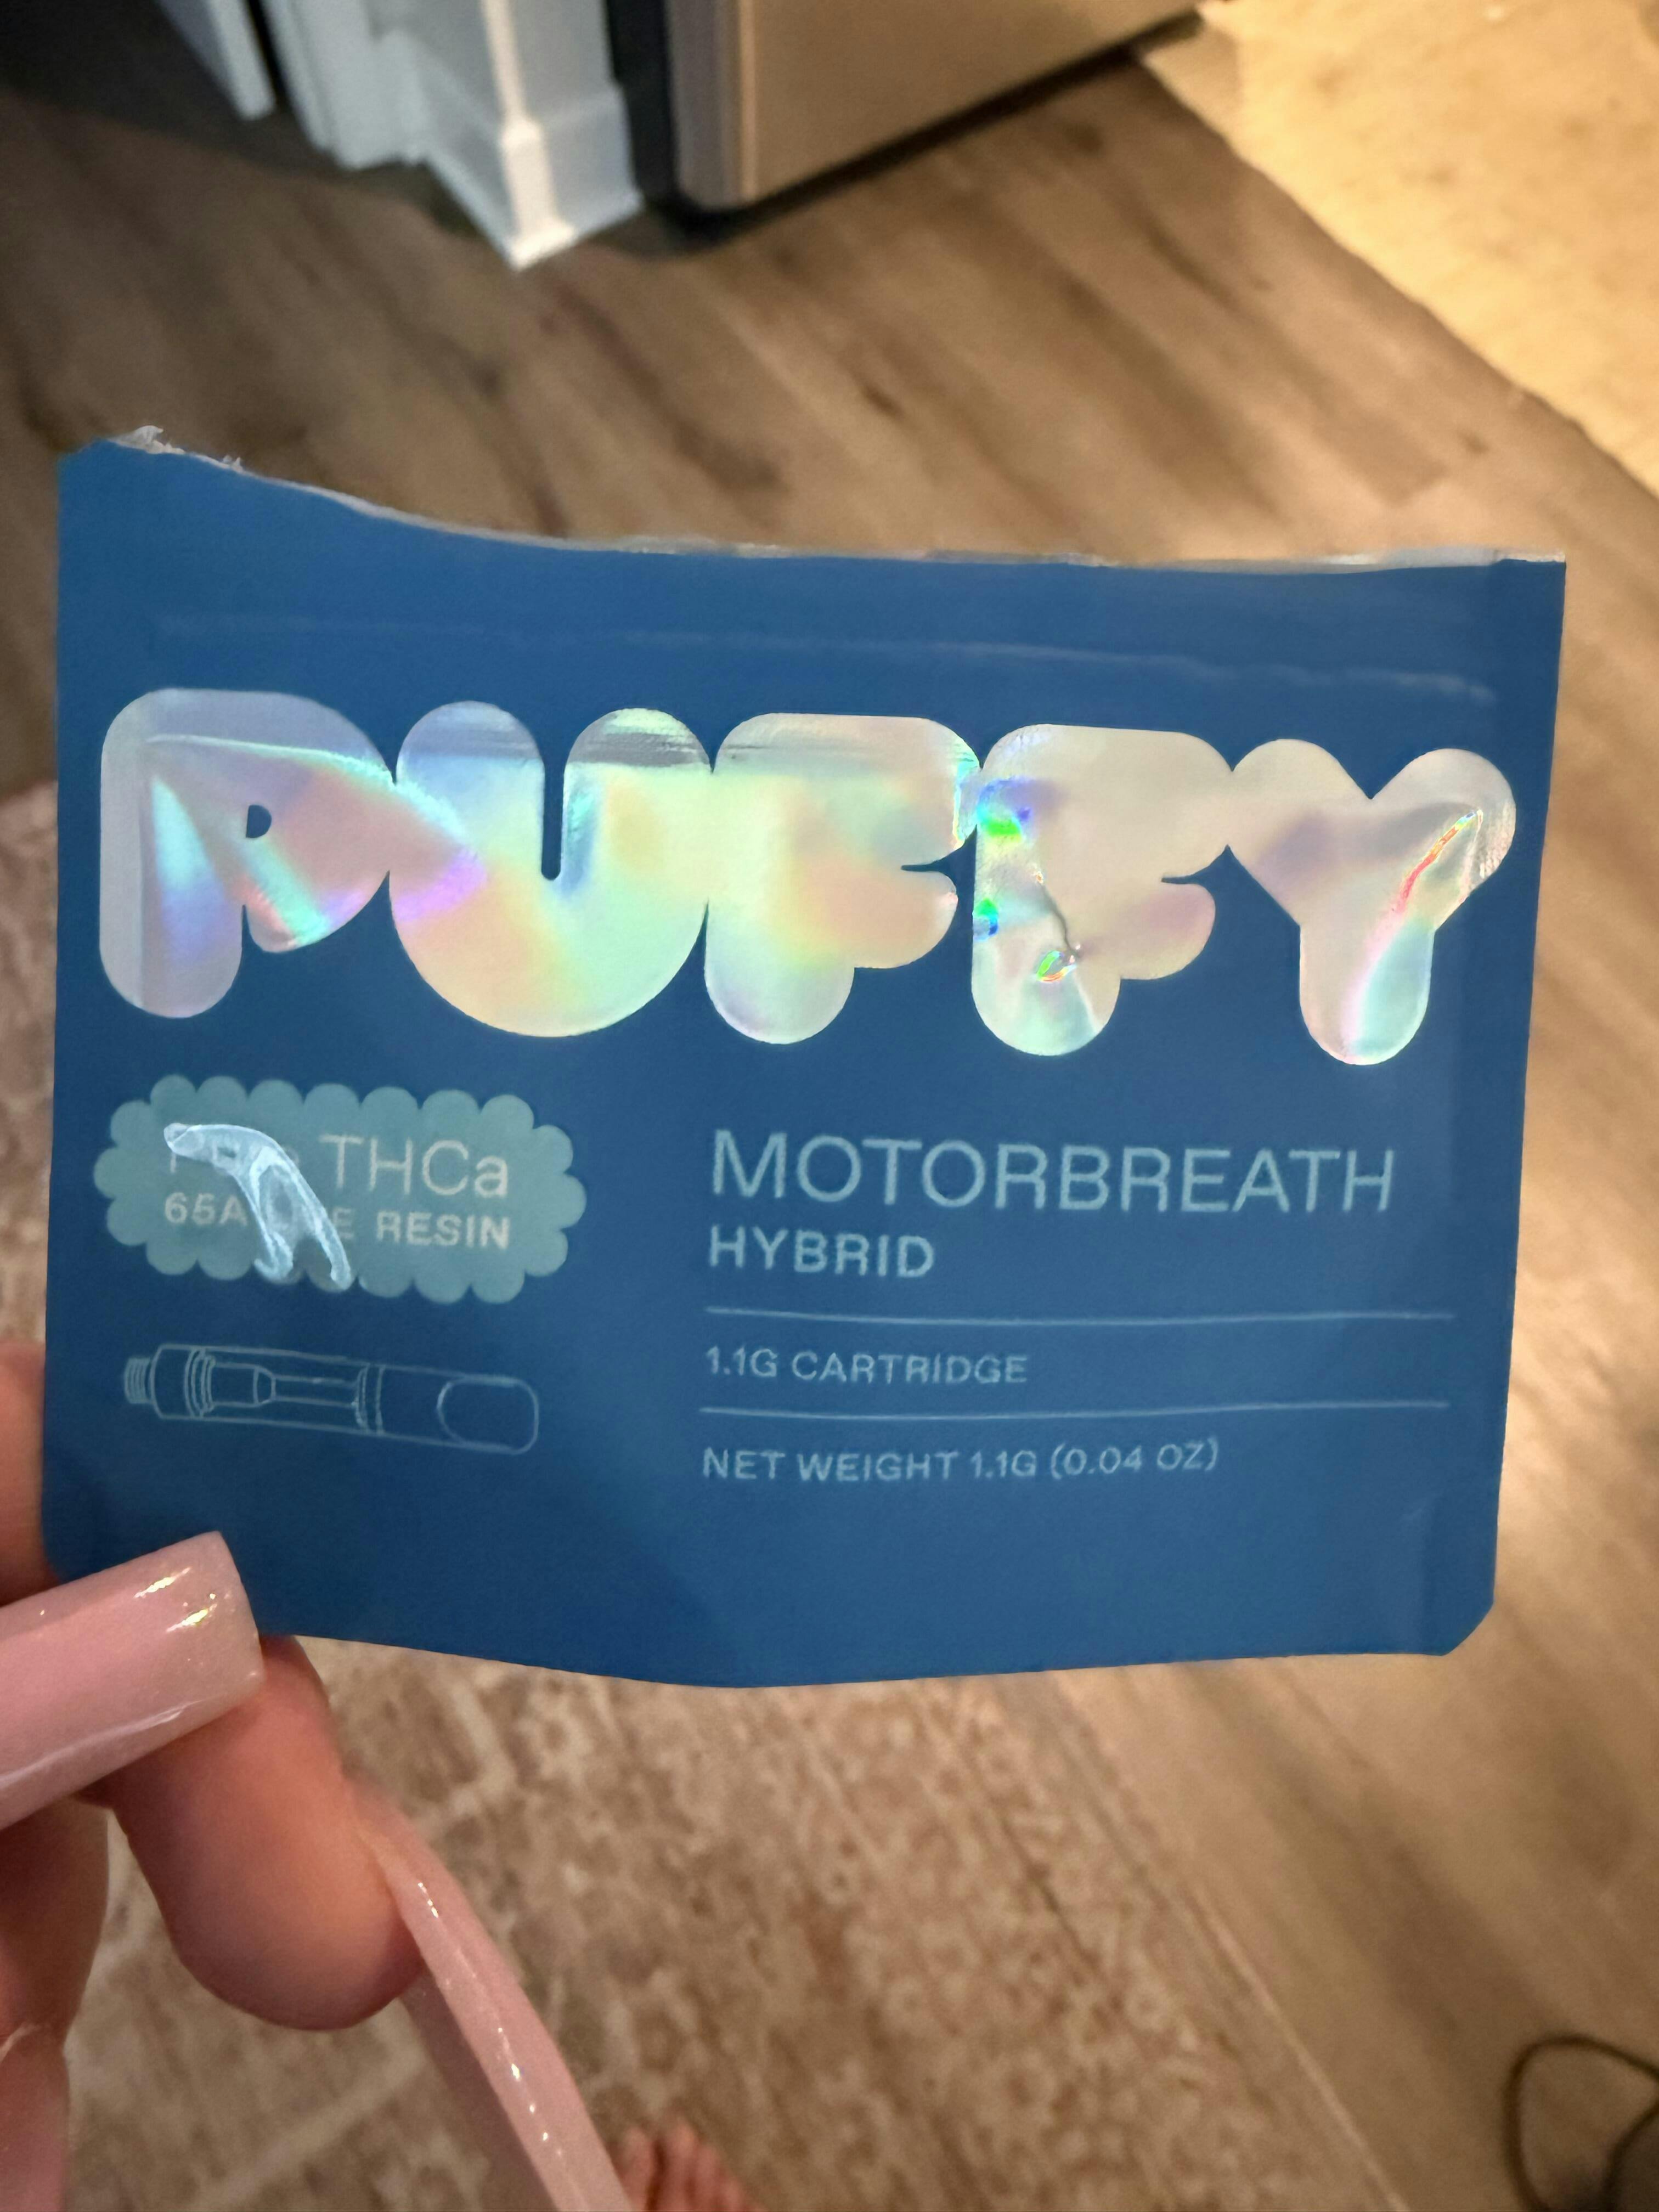 PUFFY
THCa
RESIN
MOTORBREATH
HYBRID
1.1G CARTRIDGE
NET WEIGHT 1.1G (0.04 OZ)